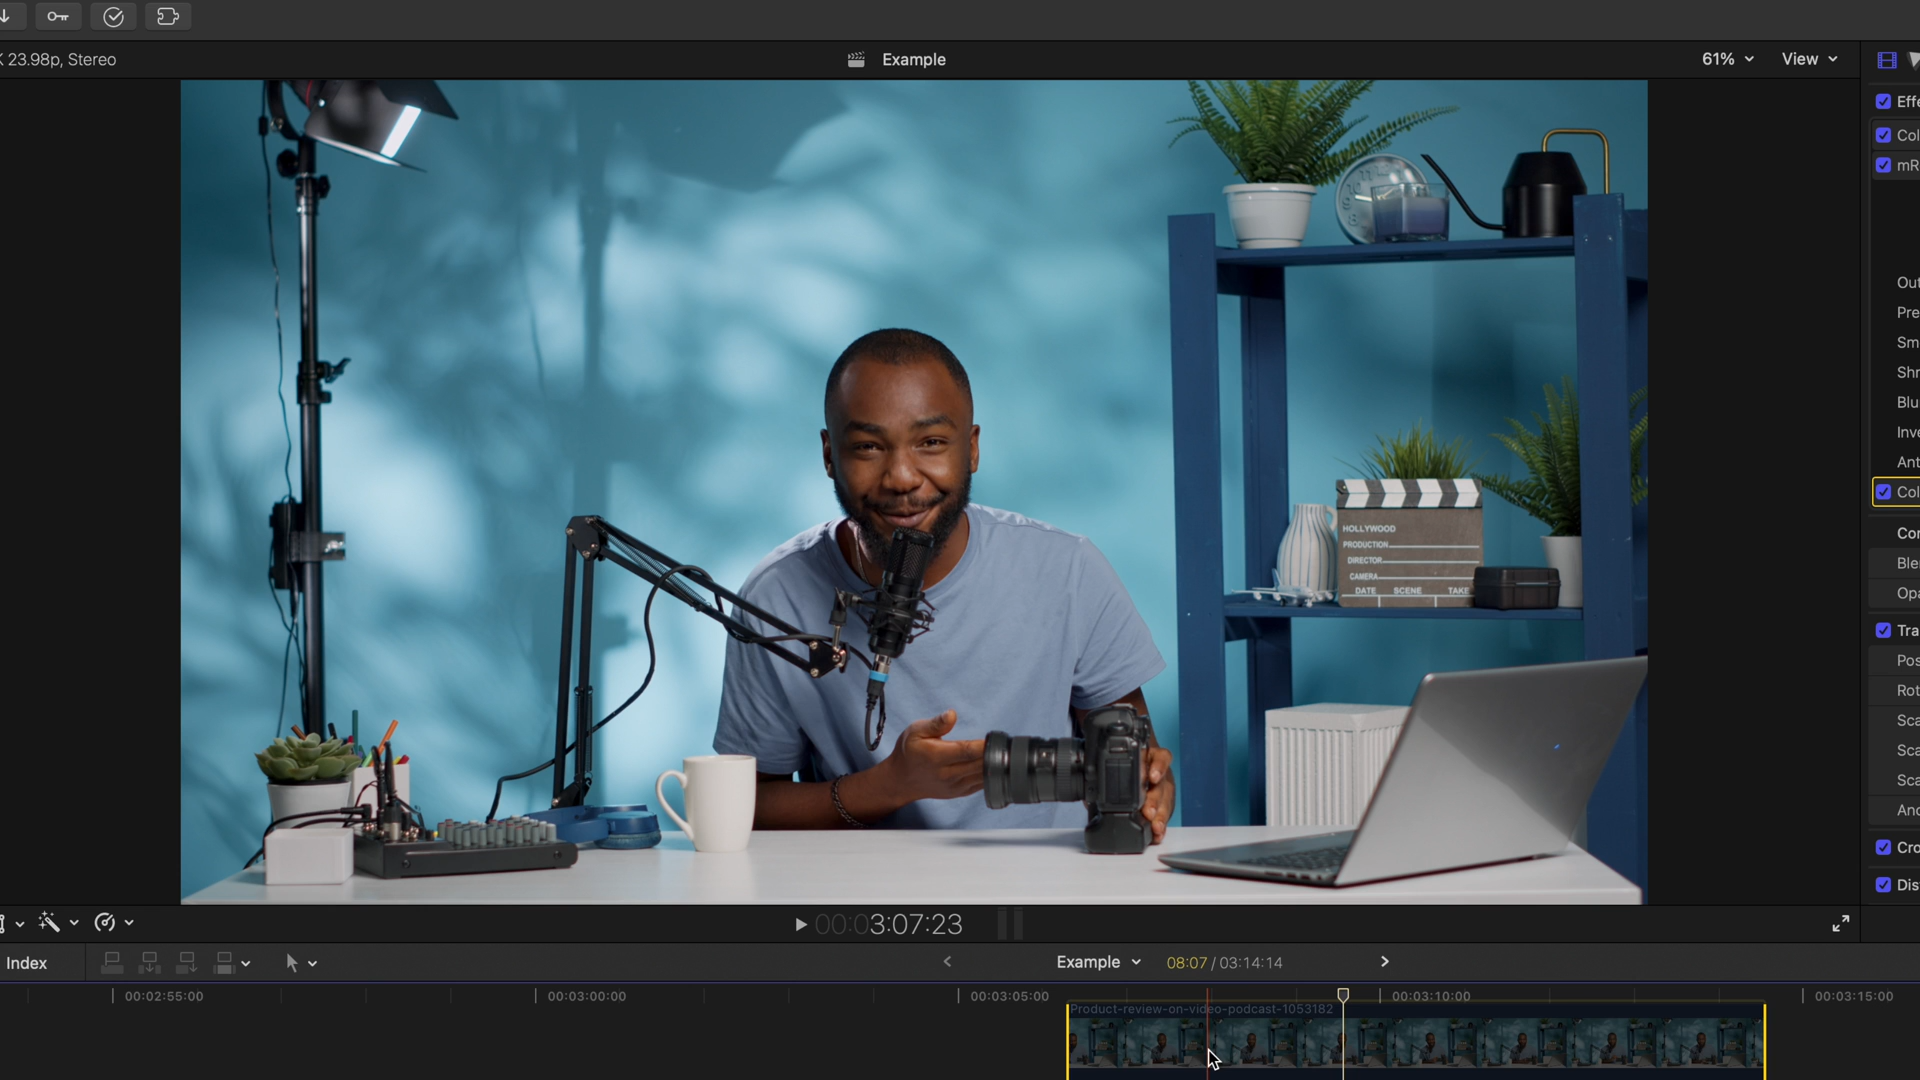 K 23.98p, Stereo
Example
61%
View
Effe
Col
mR
Out
Pre
Sm
Shr
Blu
Inve
Ant
Col
Cor
Ble
Opa
Tra
Pos
Rot
Sca
Sca
Sca
Anc
Cro
Dis
HOLLYWOOD
PRODUCTION
DIRECTOR
CAMERA
DATE SCENE TAKE
00:03:07:23
Index
Example
08:07 / 03:14:14
00:02:55:00
00:03:00:00
00:03:05:00
00:03:10:00
00:03:15:00
Product-review-on-video-podcast-1053182